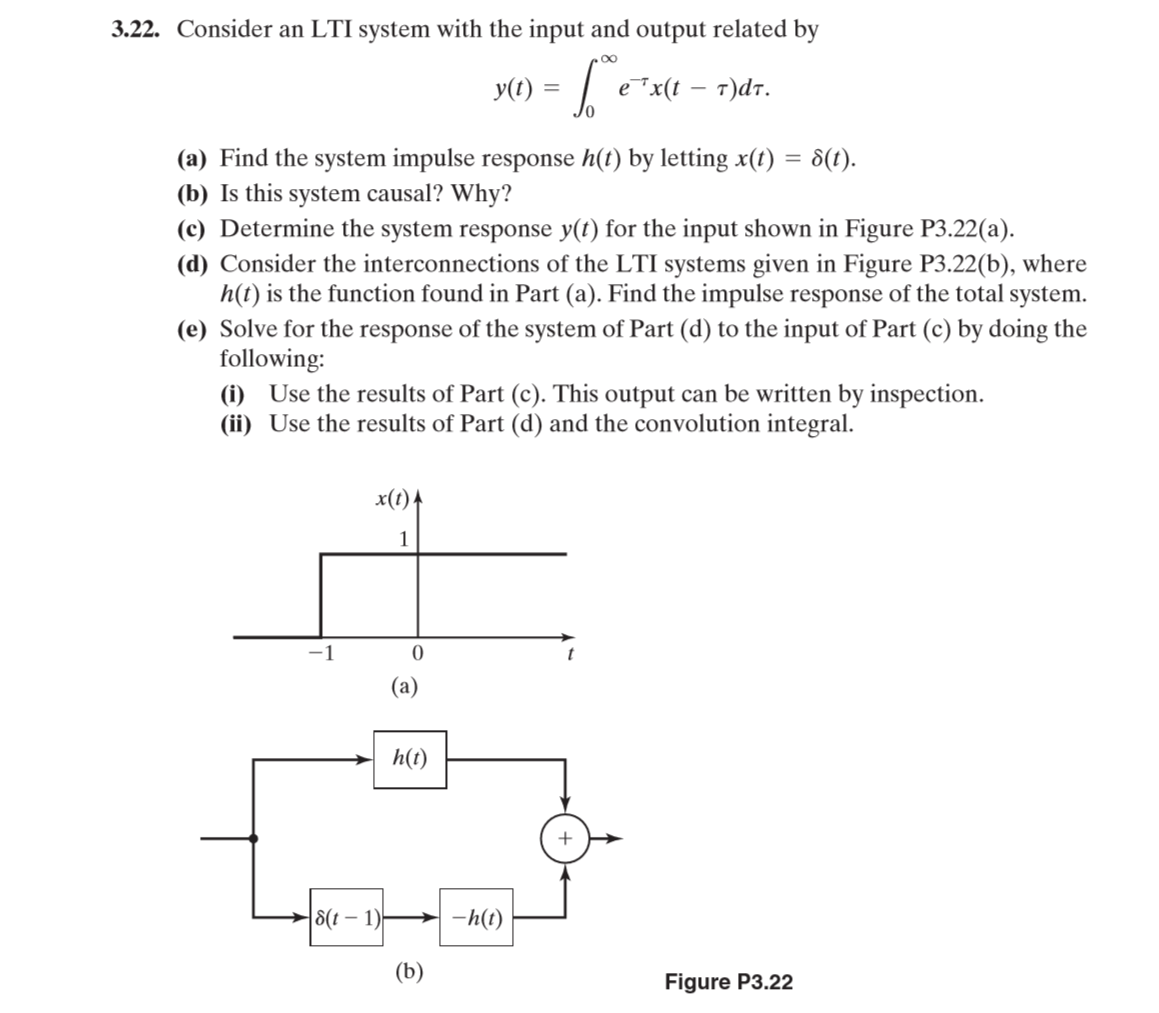 3.22. Consider an LTI system with the input and output related by
y(t) = ∫₀^∞ e^{−τ}x(t − τ)dτ.
(a) Find the system impulse response h(t) by letting x(t) = δ(t).
(b) Is this system causal? Why?
(c) Determine the system response y(t) for the input shown in Figure P3.22(a).
(d) Consider the interconnections of the LTI systems given in Figure P3.22(b), where
h(t) is the function found in Part (a). Find the impulse response of the total system.
(e) Solve for the response of the system of Part (d) to the input of Part (c) by doing the
following:
(i) Use the results of Part (c). This output can be written by inspection.
(ii) Use the results of Part (d) and the convolution integral.
x(t)
1
−1 0 t
(a)
h(t)
+
δ(t − 1) −h(t)
(b)
Figure P3.22